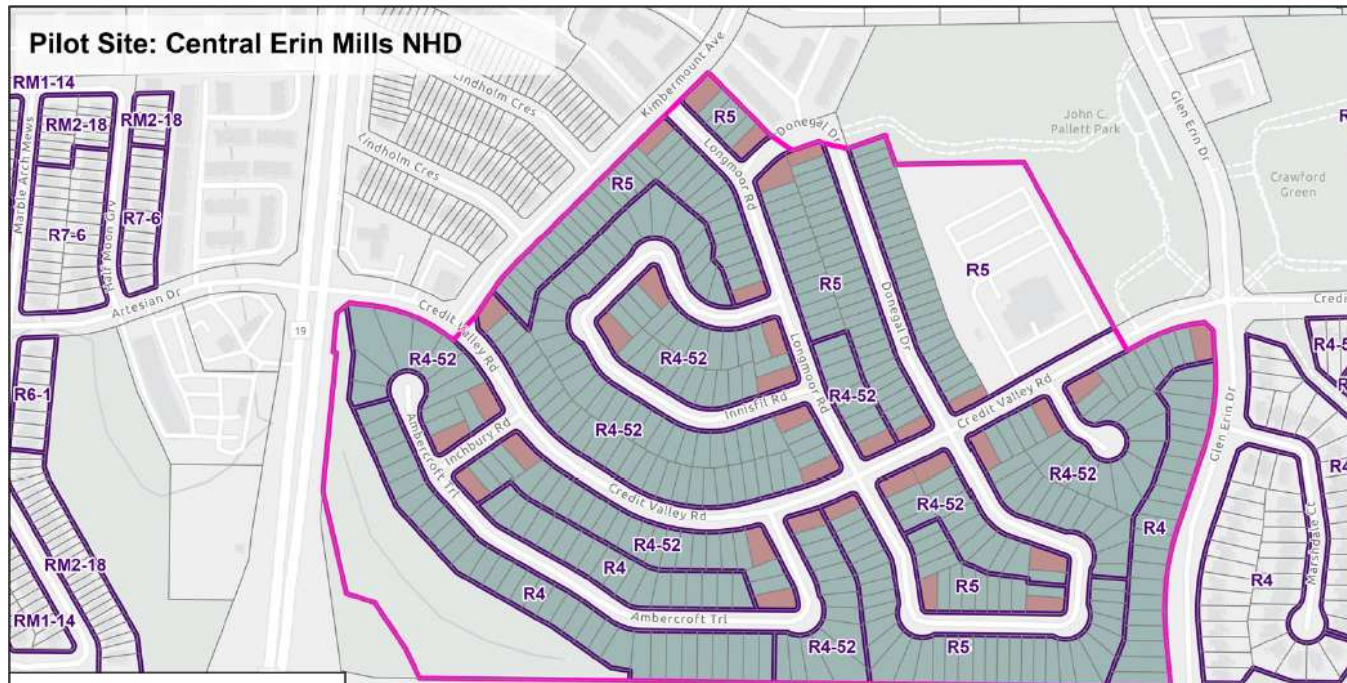 Pilot Site: Central Erin Mills NHD
RM1-14
RM2-18
RM2-18
Marble Arch Mews
R7-6
R7-6
Half Moon Grv
Artesian Dr
R6-1
RM2-18
RM1-14
19
Lindholm Cres
Lindholm Cres
Kimbermount Ave
Donegal Dr
R5
Longmoor Rd
R5
John C.
Pallett Park
Glen Erin Dr
Crawford
Green
R5
R5
Donegal Dr
Credit Valley Rd
R4-52
R4-52
Longmoor Rd
R4-52
Innisfil Rd
Credit Valley Rd
R4-52
Inchbury Rd
Ambercroft Trl
Credit Valley Rd
R4-52
R4
R4
Ambercroft Trl
R4-52
R4-52
R5
R5
R4-52
R4
Glen Erin Dr
R4
Marshdale Ct